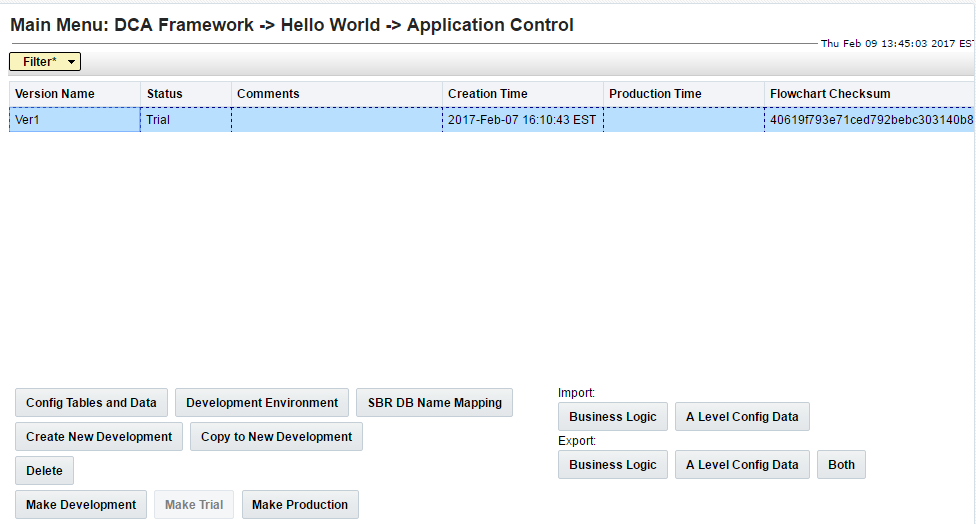 Main Menu: DCA Framework -> Hello World -> Application Control
Thu Feb 09 13:45:03 2017 EST
Filter*
Version Name Status Comments Creation Time Production Time Flowchart Checksum
Ver1 Trial 2017-Feb-07 16:10:43 EST 40619f793e71ced792bebc303140b8
Config Tables and Data Development Environment SBR DB Name Mapping
Create New Development Copy to New Development
Delete
Make Development Make Trial Make Production
Import:
Business Logic A Level Config Data
Export:
Business Logic A Level Config Data Both